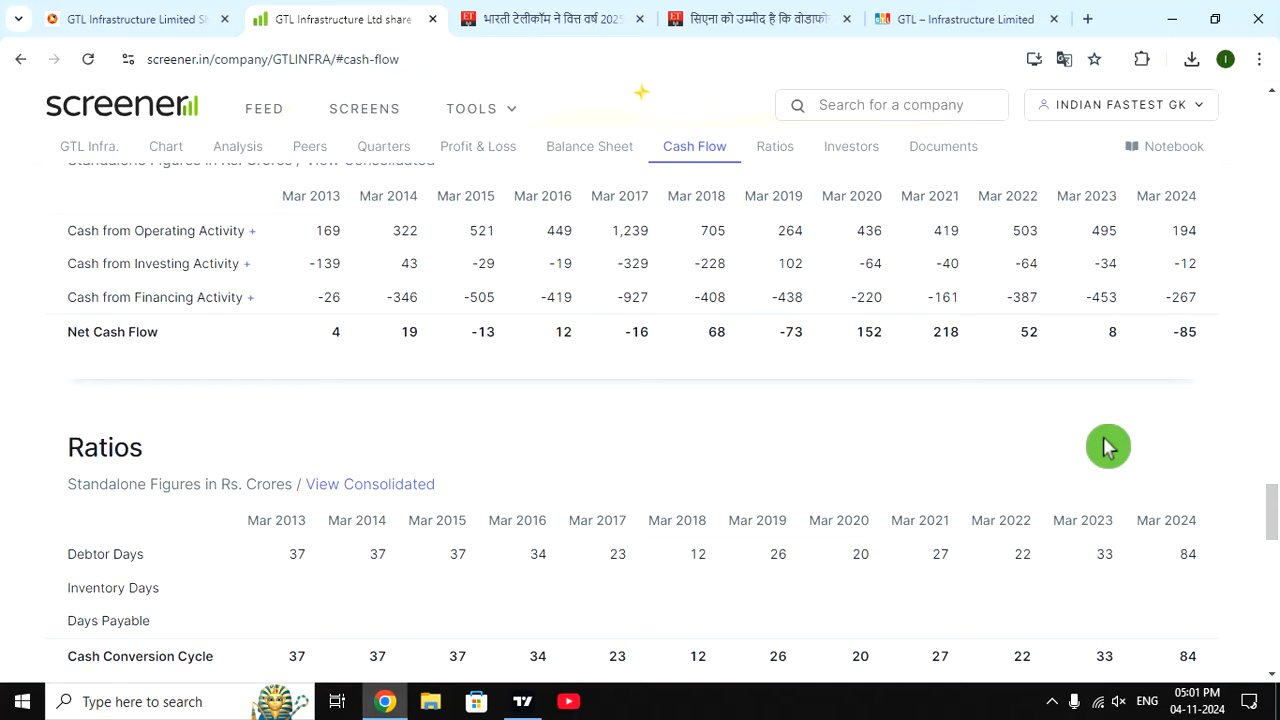 GTL Infrastructure Limited S
GTL Infrastructure Ltd share
भारती टेलीकॉम ने वित्त वर्ष 2025
सिएना को उम्मीद है कि वोडाफो
GTL – Infrastructure Limited
screener.in/company/GTLINFRA/#cash-flow
I
screener
FEED
SCREENS
TOOLS
Search for a company
INDIAN FASTEST GK
GTL Infra. Chart Analysis Peers Quarters Profit & Loss Balance Sheet Cash Flow Ratios Investors Documents Notebook
Standalone Figures in Rs. Crores / View Consolidated
Mar 2013 Mar 2014 Mar 2015 Mar 2016 Mar 2017 Mar 2018 Mar 2019 Mar 2020 Mar 2021 Mar 2022 Mar 2023 Mar 2024
Cash from Operating Activity + 169 322 521 449 1,239 705 264 436 419 503 495 194
Cash from Investing Activity + -139 43 -29 -19 -329 -228 102 -64 -40 -64 -34 -12
Cash from Financing Activity + -26 -346 -505 -419 -927 -408 -438 -220 -161 -387 -453 -267
Net Cash Flow 4 19 -13 12 -16 68 -73 152 218 52 8 -85
Ratios
Standalone Figures in Rs. Crores / View Consolidated
Mar 2013 Mar 2014 Mar 2015 Mar 2016 Mar 2017 Mar 2018 Mar 2019 Mar 2020 Mar 2021 Mar 2022 Mar 2023 Mar 2024
Debtor Days 37 37 37 34 23 12 26 20 27 22 33 84
Inventory Days
Days Payable
Cash Conversion Cycle 37 37 37 34 23 12 26 20 27 22 33 84
Type here to search
ENG
05:01 PM
04-11-2024